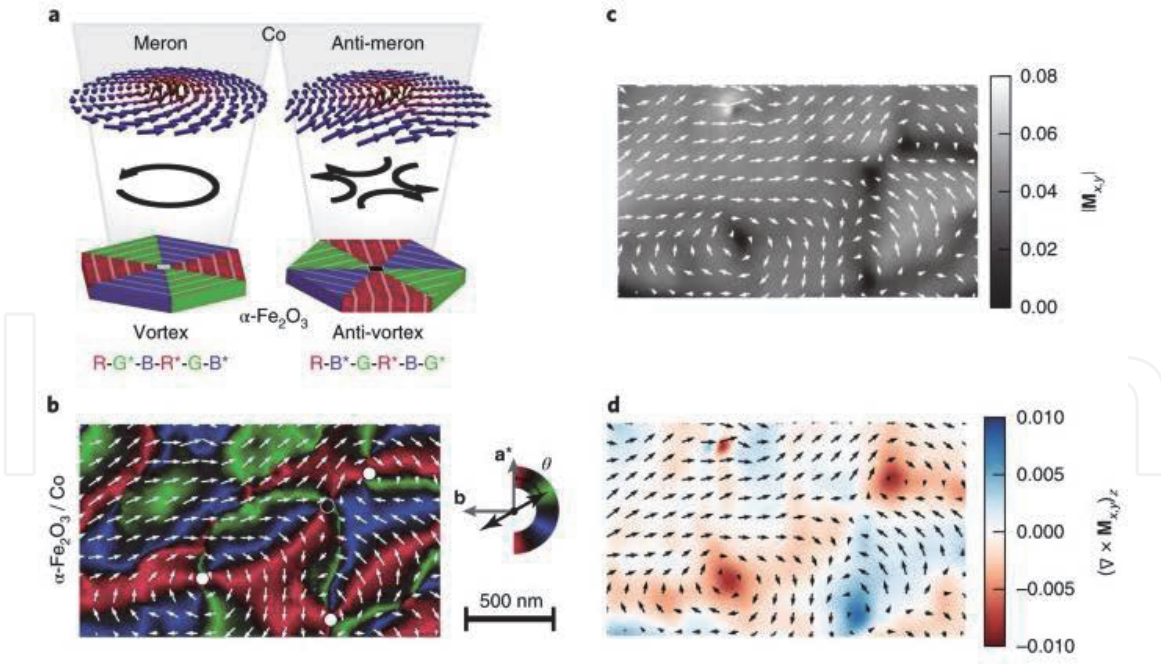 a
Meron
Co
Anti-meron
α-Fe₂O₃
Vortex
Anti-vortex
R-G*-B-R*-G-B*
R-B*-G-R*-B-G*
b
α-Fe₂O₃ / Co
a*
θ
b
500 nm
c
0.08
0.06
0.04
0.02
0.00
|Mₓ,ᵧ|
d
0.010
0.005
0.000
−0.005
−0.010
(∇ × Mₓ,ᵧ)z